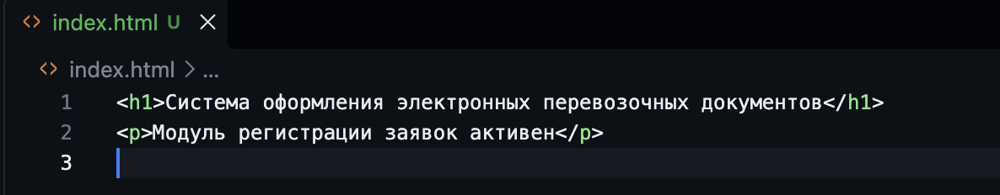 <> index.html U ×
<> index.html > ...
1 <h1>Система оформления электронных перевозочных документов</h1>
2 <p>Модуль регистрации заявок активен</p>
3